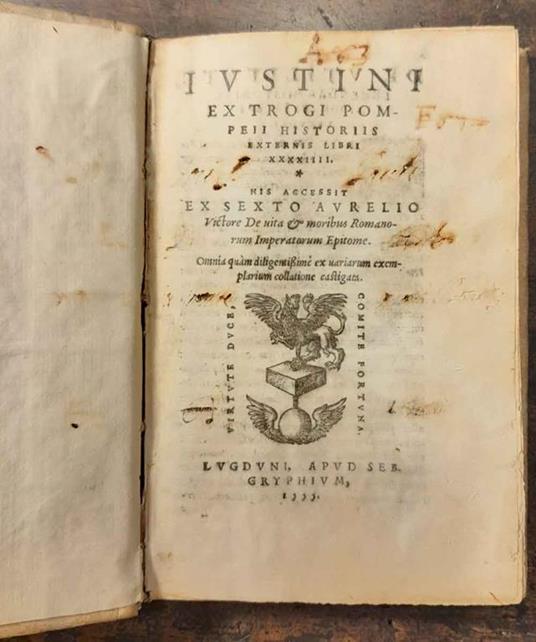 IVSTINI
EX TROGI POM-
PEII HISTORIIS
EXTERNIS LIBRI
XXXXIIII.
*
HIS ACCESSIT
EX SEXTO AVRELIO
Victore De uita & moribus Romano-
rum Imperatorum Epitome.
Omnia quàm diligentißimè ex uariarum exem-
plarium collatione castigata.
VIRTVTE DVCE,
COMITE FORTVNA.
LVGDVNI, APVD SEB.
GRYPHIVM,
1555.